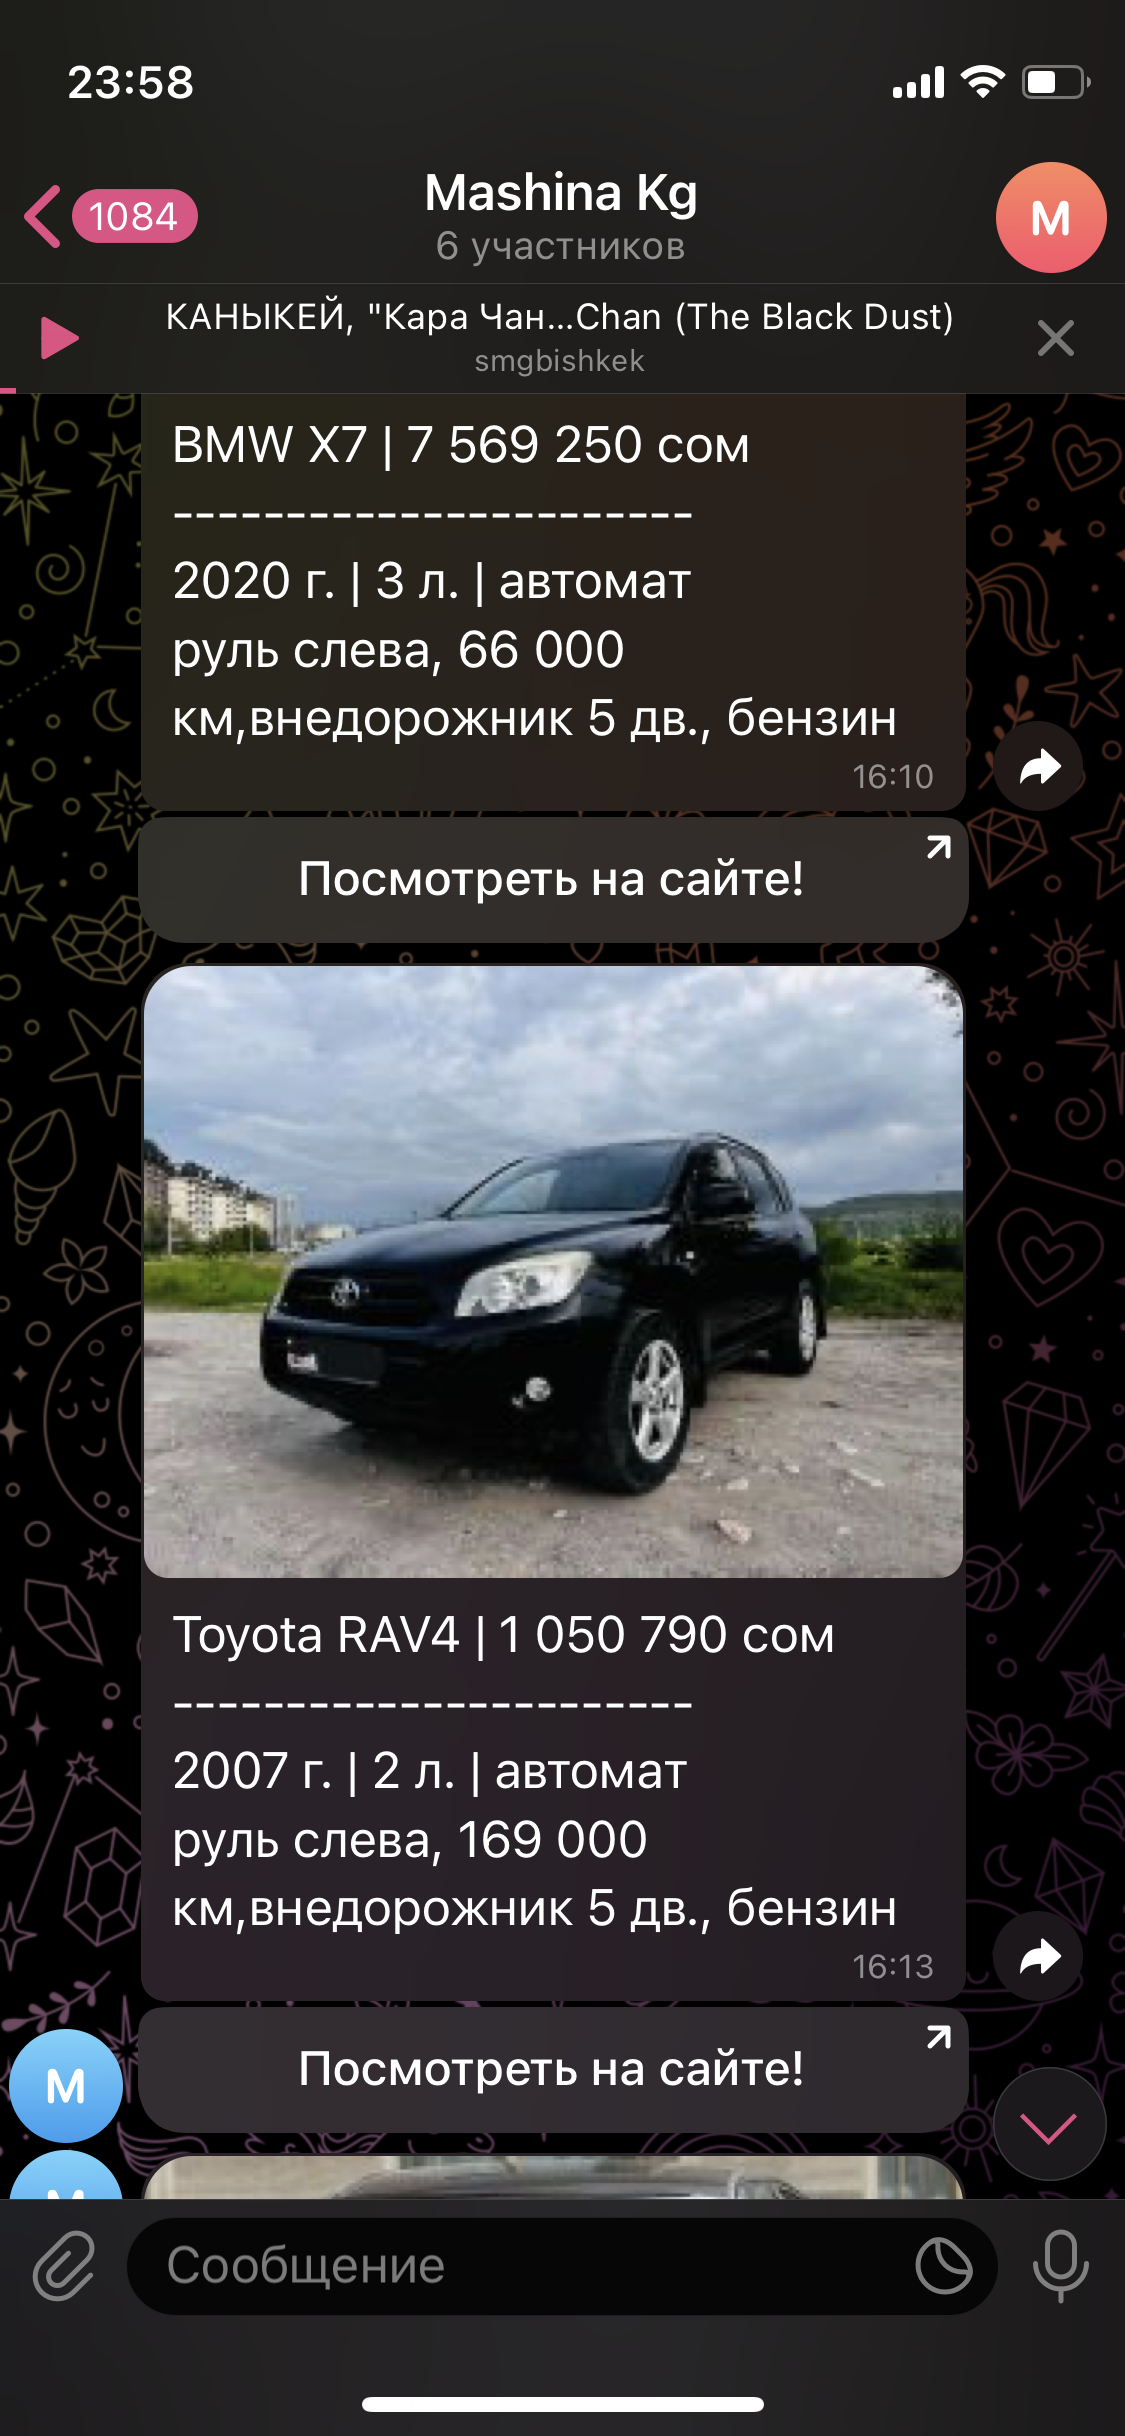 23:58
1084
Mashina Kg
6 участников
M
КАНЫКЕЙ, "Кара Чан...Chan (The Black Dust)
smgbishkek
BMW X7 | 7 569 250 сом
-----------------------
2020 г. | 3 л. | автомат
руль слева, 66 000
км,внедорожник 5 дв., бензин
16:10
Посмотреть на сайте!
Toyota RAV4 | 1 050 790 сом
-----------------------
2007 г. | 2 л. | автомат
руль слева, 169 000
км,внедорожник 5 дв., бензин
16:13
Посмотреть на сайте!
M
M
Сообщение